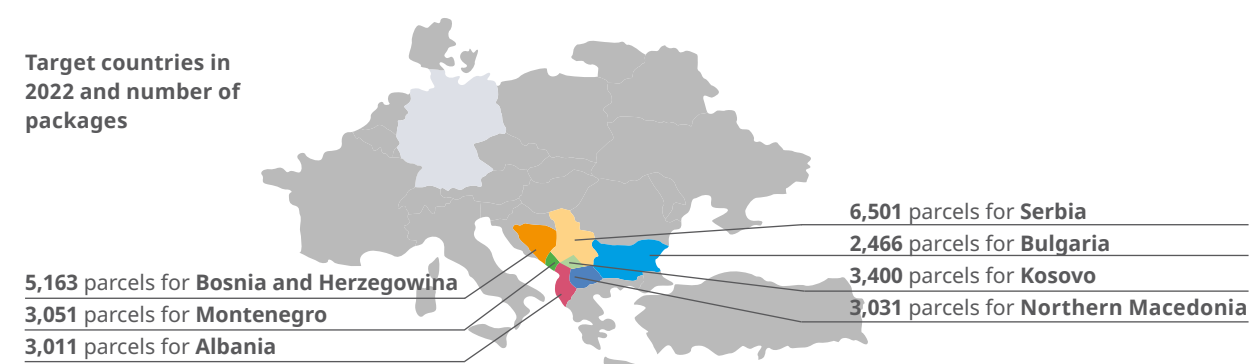 Target countries in
2022 and number of
packages
5,163 parcels for Bosnia and Herzegowina
3,051 parcels for Montenegro
3,011 parcels for Albania
6,501 parcels for Serbia
2,466 parcels for Bulgaria
3,400 parcels for Kosovo
3,031 parcels for Northern Macedonia